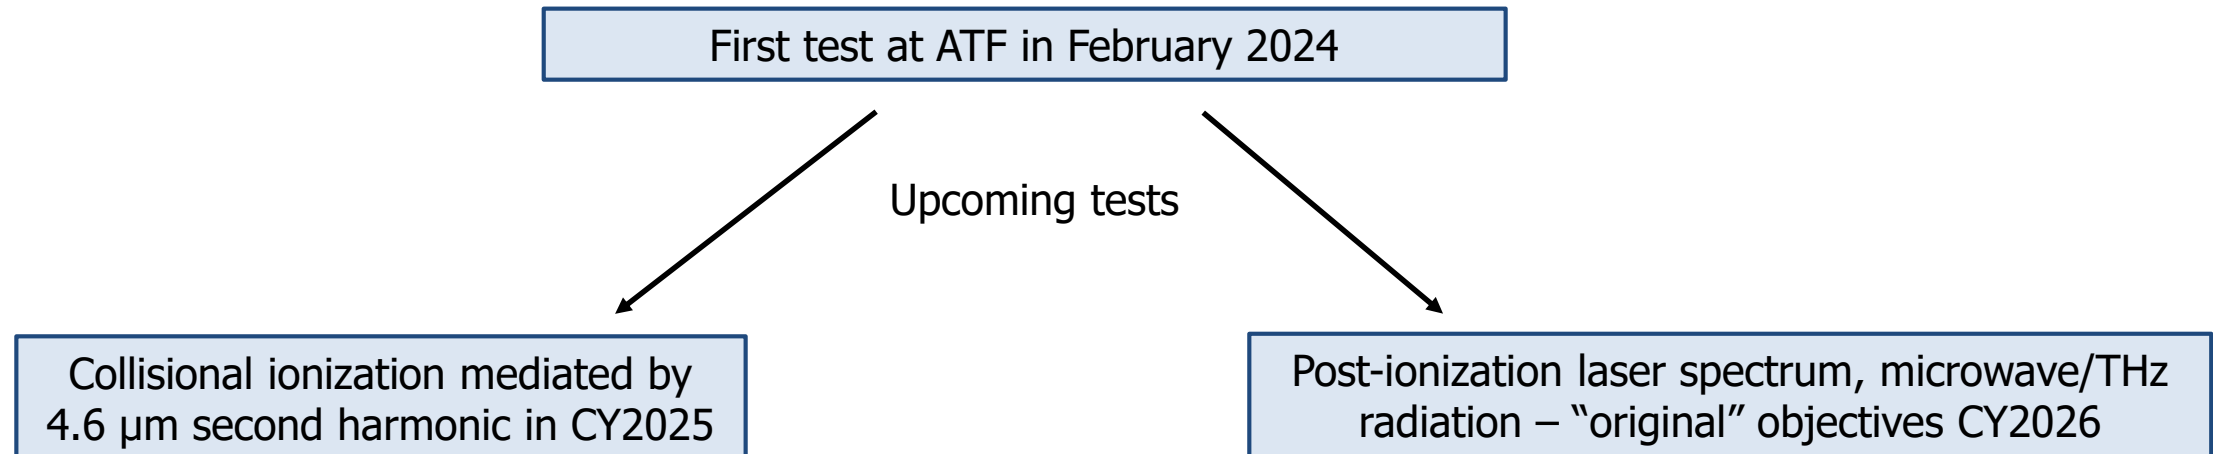 First test at ATF in February 2024
Upcoming tests
Collisional ionization mediated by
4.6 μm second harmonic in CY2025
Post-ionization laser spectrum, microwave/THz
radiation – “original” objectives CY2026